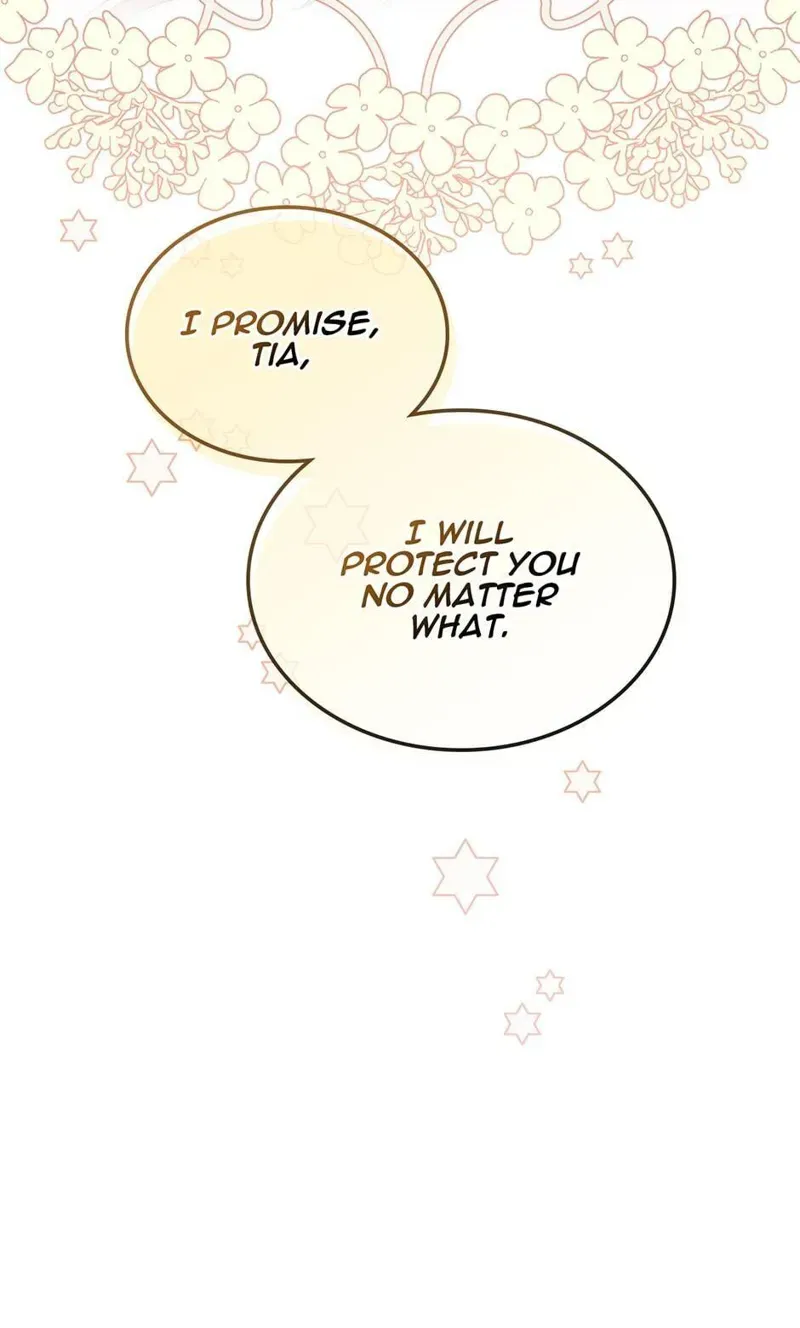 I PROMISE,
TIA,
I WILL
PROTECT YOU
NO MATTER
WHAT.